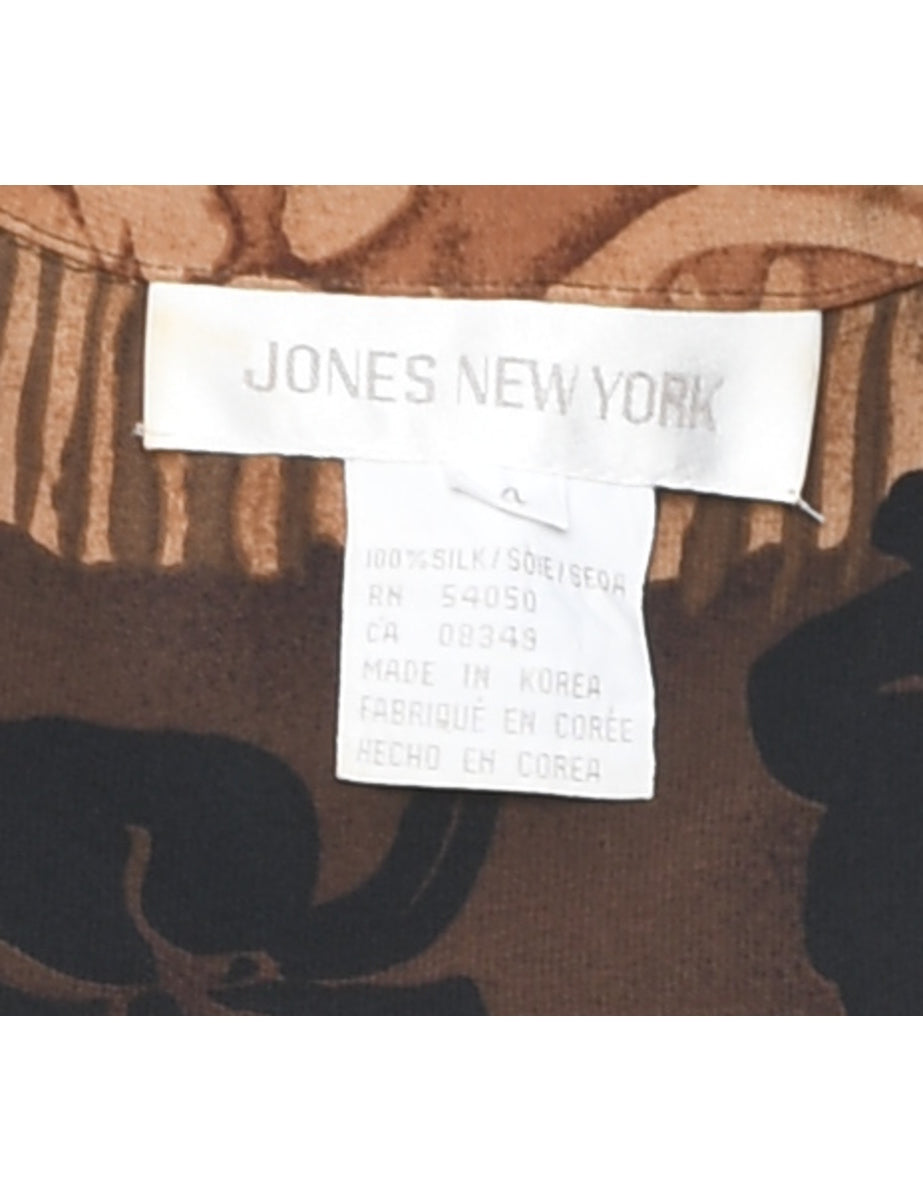 JONES NEW YORK
100% SILK/SOIE/SEDA
RN 54050
CA 08349
MADE IN KOREA
FABRIQUÉ EN CORÉE
HECHO EN COREA